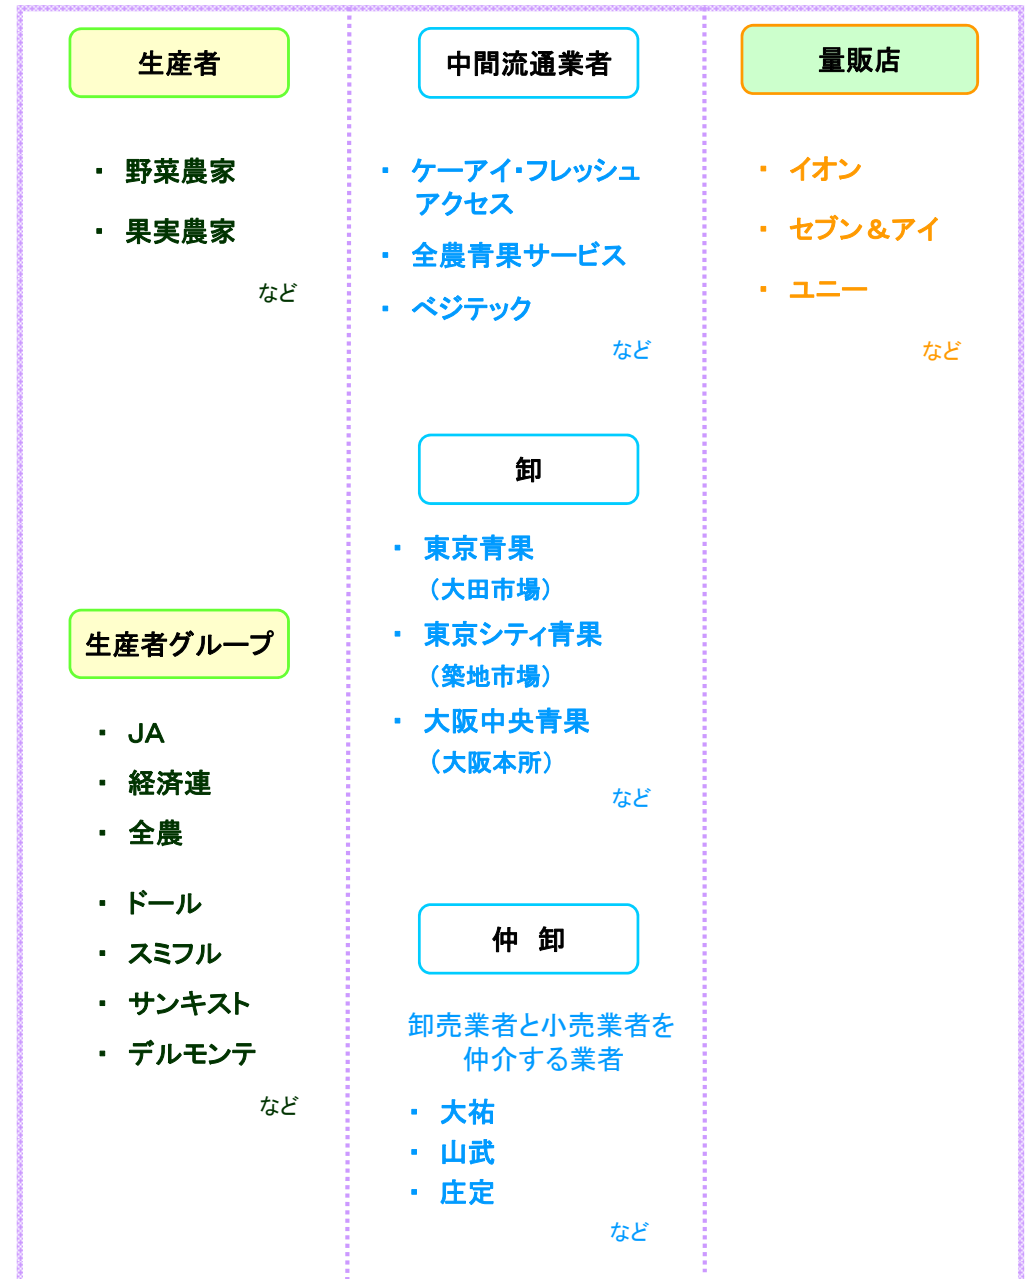 生産者
・ 野菜農家
・ 果実農家
など
生産者グループ
・ JA
・ 経済連
・ 全農
・ ドール
・ スミフル
・ サンキスト
・ デルモンテ
など
中間流通業者
・ ケーアイ・フレッシュ
アクセス
・ 全農青果サービス
・ ベジテック
など
卸
・ 東京青果
（大田市場）
・ 東京シティ青果
（築地市場）
・ 大阪中央青果
（大阪本所）
など
仲 卸
卸売業者と小売業者を
仲介する業者
・ 大祐
・ 山武
・ 庄定
など
量販店
・ イオン
・ セブン＆アイ
・ ユニー
など